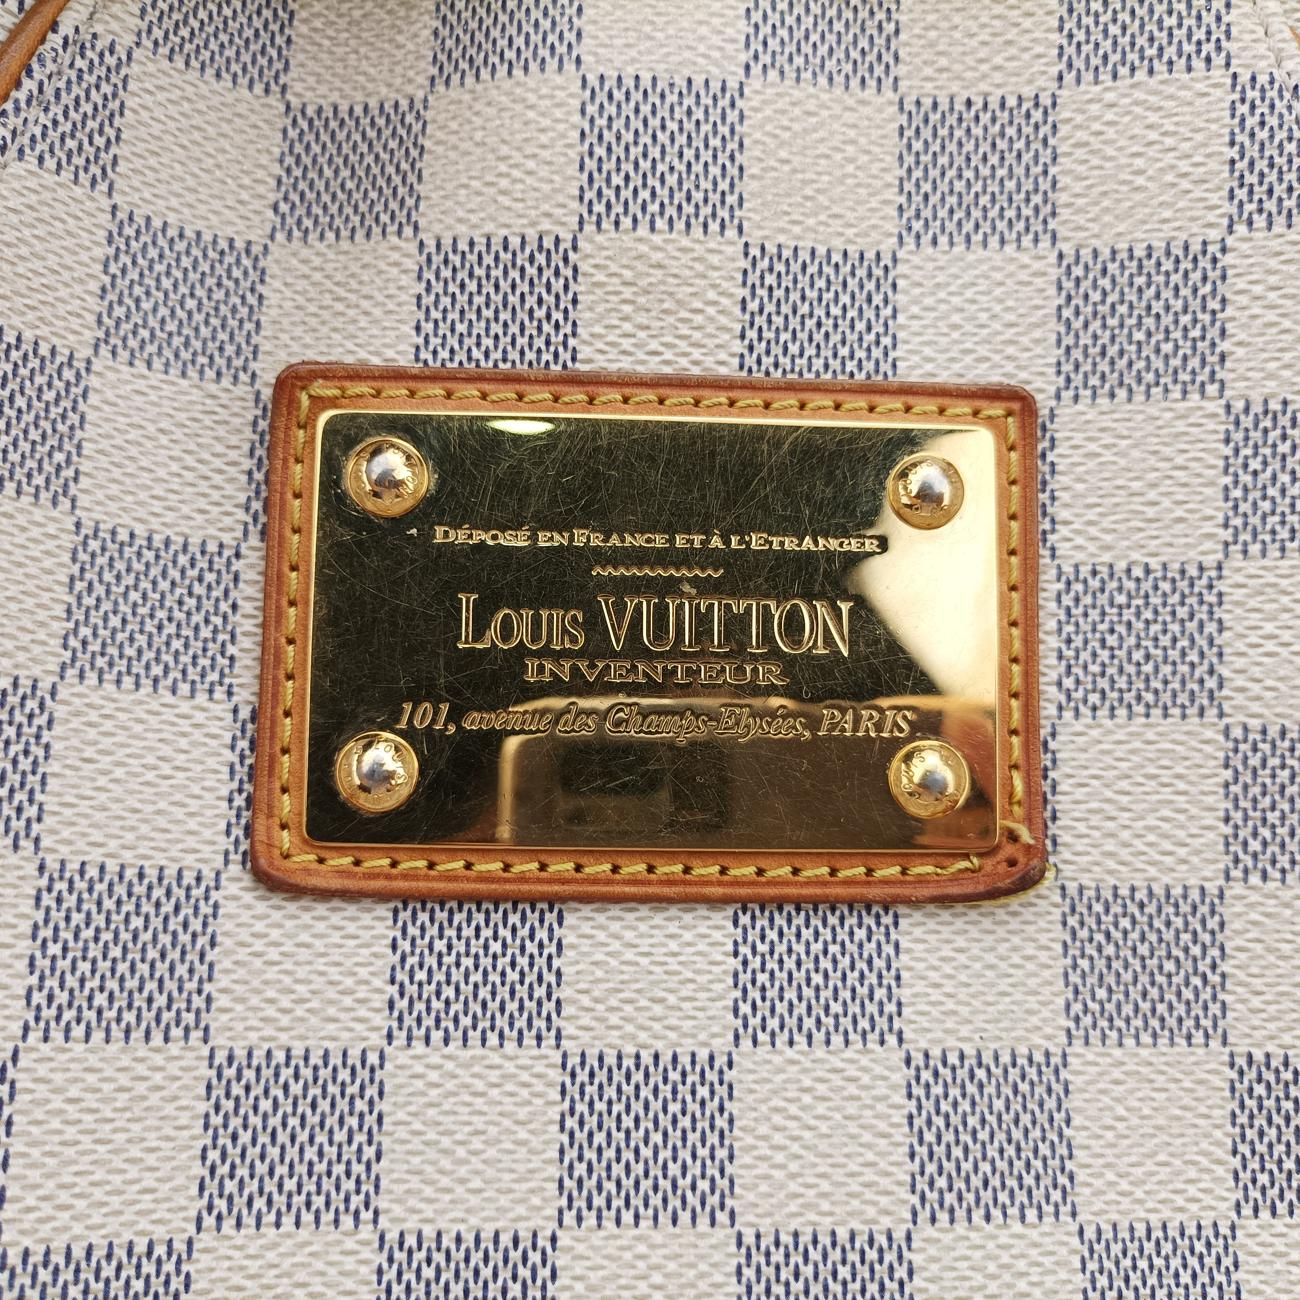 DÉPOSÉ EN FRANCE ET À L'ETRANGER
LOUIS VUITTON
INVENTEUR
101, avenue des Champs-Elysées, PARIS